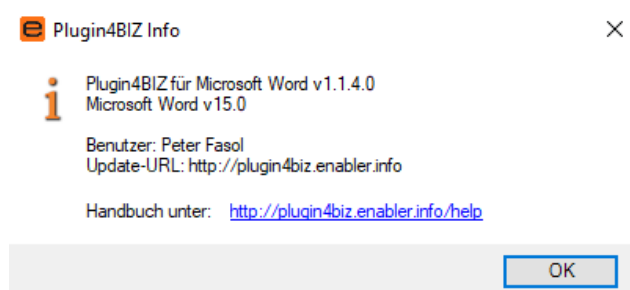 Plugin4BIZ Info
Plugin4BIZ für Microsoft Word v1.1.4.0
Microsoft Word v15.0
Benutzer: Peter Fasol
Update-URL: http://plugin4biz.enabler.info
Handbuch unter: http://plugin4biz.enabler.info/help
OK